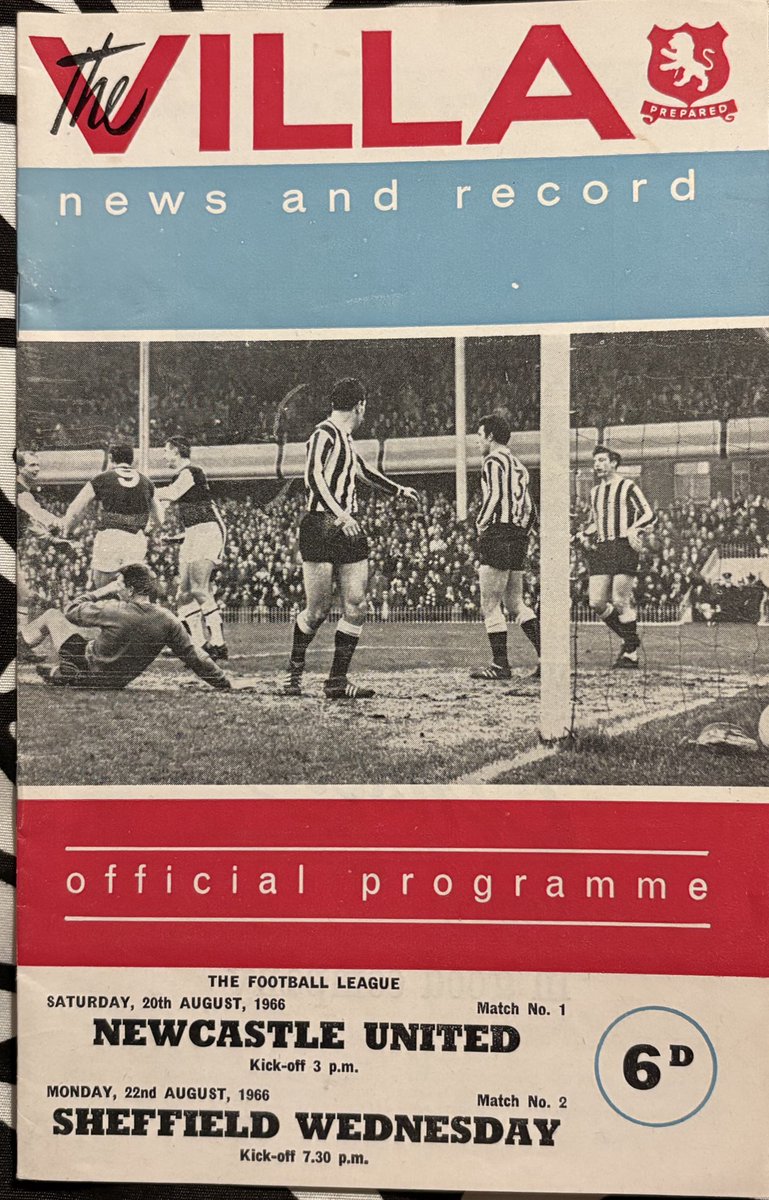 The VILLA
PREPARED
news and record
9
3
official programme
THE FOOTBALL LEAGUE
SATURDAY, 20th AUGUST, 1966 Match No. 1
NEWCASTLE UNITED
Kick-off 3 p.m.
6D
MONDAY, 22nd AUGUST, 1966 Match No. 2
SHEFFIELD WEDNESDAY
Kick-off 7.30 p.m.